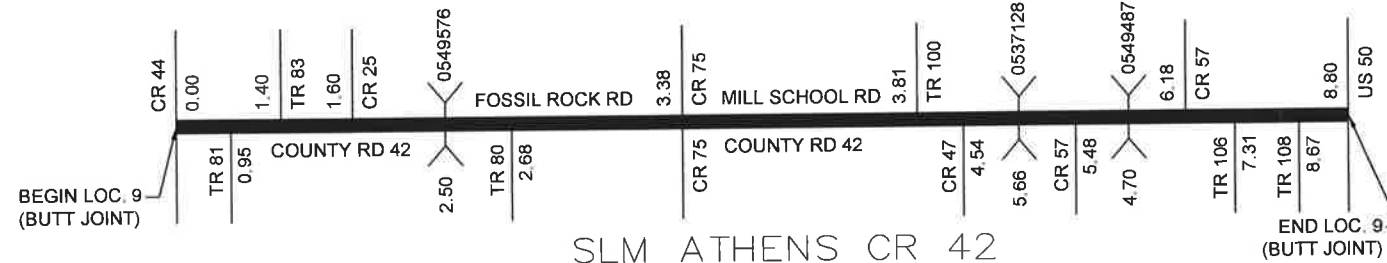 CR 44
0.00
1.40
TR 83
1.60
CR 25
0549576
FOSSIL ROCK RD
3.38
CR 75
MILL SCHOOL RD
3.81
TR 100
0537128
0549487
6.18
CR 57
8.80
US 50
BEGIN LOC. 9
(BUTT JOINT)
TR 81
0.95
COUNTY RD 42
2.50
TR 80
2.68
CR 75
COUNTY RD 42
CR 47
4.54
5.66
CR 57
5.48
4.70
TR 106
7.31
TR 108
8.67
END LOC. 9
(BUTT JOINT)
SLM ATHENS CR 42